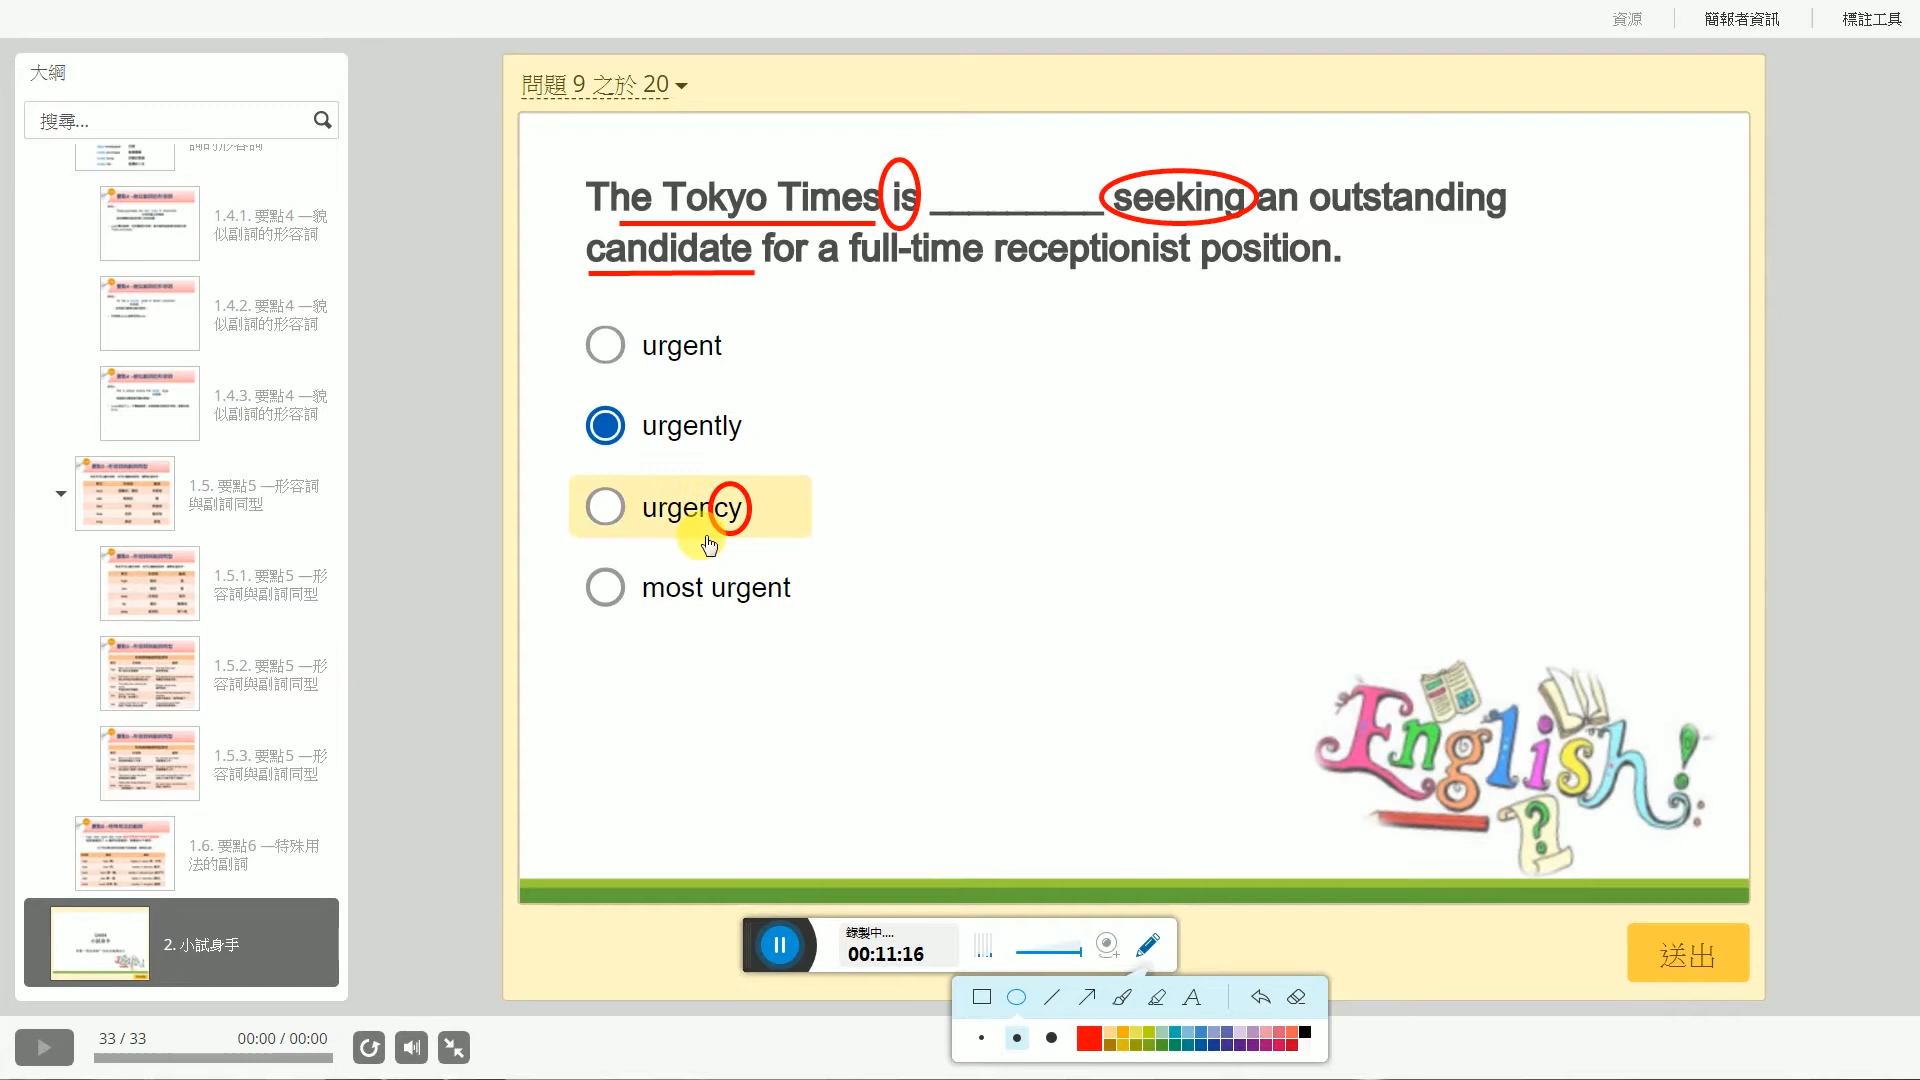 資源
簡報者資訊
標註工具
大綱
搜尋...
詞的形容詞
1.4.1. 要點4 —貌
似副詞的形容詞
1.4.2. 要點4 —貌
似副詞的形容詞
1.4.3. 要點4 —貌
似副詞的形容詞
1.5. 要點5 —形容詞
與副詞同型
1.5.1. 要點5 —形
容詞與副詞同型
1.5.2. 要點5 —形
容詞與副詞同型
1.5.3. 要點5 —形
容詞與副詞同型
1.6. 要點6 —特殊用
法的副詞
2. 小試身手
問題 9 之於 20
The Tokyo Times is _________ seeking an outstanding
candidate for a full-time receptionist position.
urgent
urgently
urgency
most urgent
English!
?
錄製中....
00:11:16
送出
A
33 / 33
00:00 / 00:00